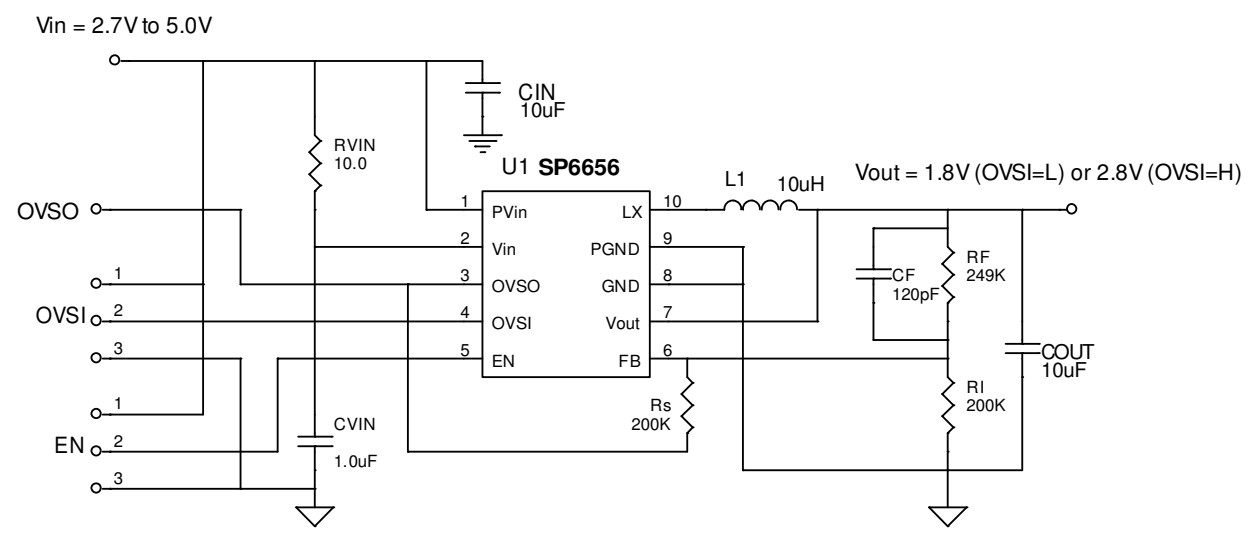 Vin = 2.7V to 5.0V
CIN
10uF
RVIN
10.0
U1 SP6656
L1
10uH
Vout = 1.8V (OVSI=L) or 2.8V (OVSI=H)
OVSO
1
PVin
LX
10
2
Vin
PGND
9
3
OVSO
GND
8
4
OVSI
Vout
7
5
EN
FB
6
1
OVSI
2
3
1
EN
2
3
CVIN
1.0uF
Rs
200K
CF
120pF
RF
249K
RI
200K
COUT
10uF